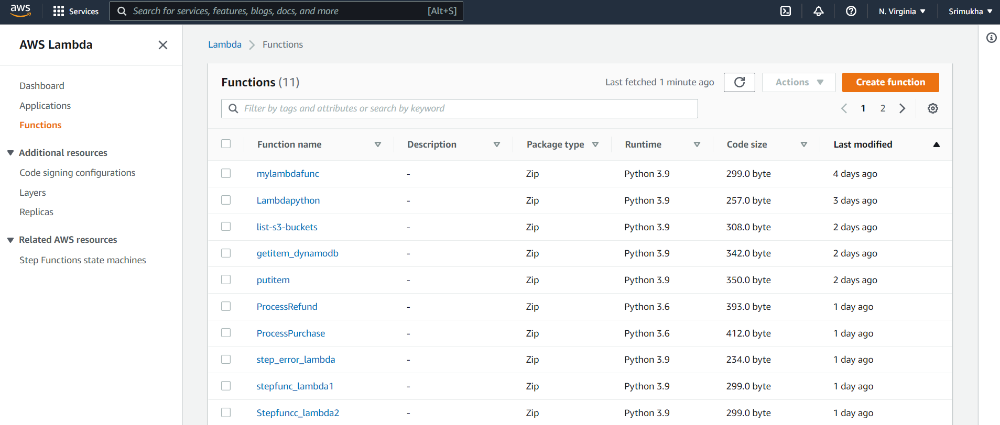 aws Services Search for services, features, blogs, docs, and more [Alt+S] N. Virginia Srimukha
AWS Lambda
Dashboard
Applications
Functions
Additional resources
Code signing configurations
Layers
Replicas
Related AWS resources
Step Functions state machines
Lambda Functions
Functions (11) Last fetched 1 minute ago Actions Create function
Filter by tags and attributes or search by keyword 1 2
Function name Description Package type Runtime Code size Last modified
mylambdafunc - Zip Python 3.9 299.0 byte 4 days ago
Lambdapython - Zip Python 3.9 257.0 byte 3 days ago
list-s3-buckets - Zip Python 3.9 308.0 byte 2 days ago
getitem_dynamodb - Zip Python 3.9 342.0 byte 2 days ago
putitem - Zip Python 3.9 350.0 byte 2 days ago
ProcessRefund - Zip Python 3.6 393.0 byte 1 day ago
ProcessPurchase - Zip Python 3.6 412.0 byte 1 day ago
step_error_lambda - Zip Python 3.9 234.0 byte 1 day ago
stepfunc_lambda1 - Zip Python 3.9 299.0 byte 1 day ago
Stepfuncc_lambda2 - Zip Python 3.9 299.0 byte 1 day ago